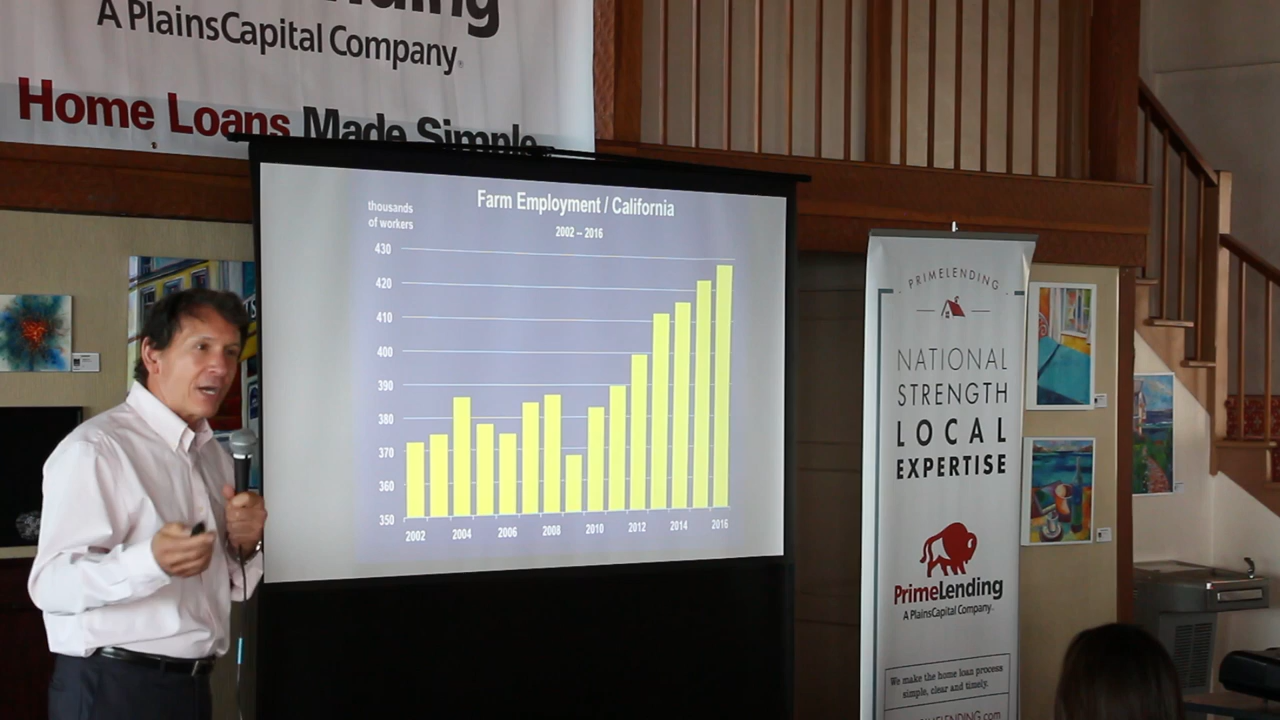 A PlainsCapital Company®
Home Loans Made Simple
Farm Employment / California
2002 – 2016
thousands
of workers
430
420
410
400
390
380
370
360
350
2002 2004 2006 2008 2010 2012 2014 2016
PRIMELENDING
NATIONAL
STRENGTH
LOCAL
EXPERTISE
PrimeLending
A PlainsCapital Company
We make the home loan process
simple, clear and timely.